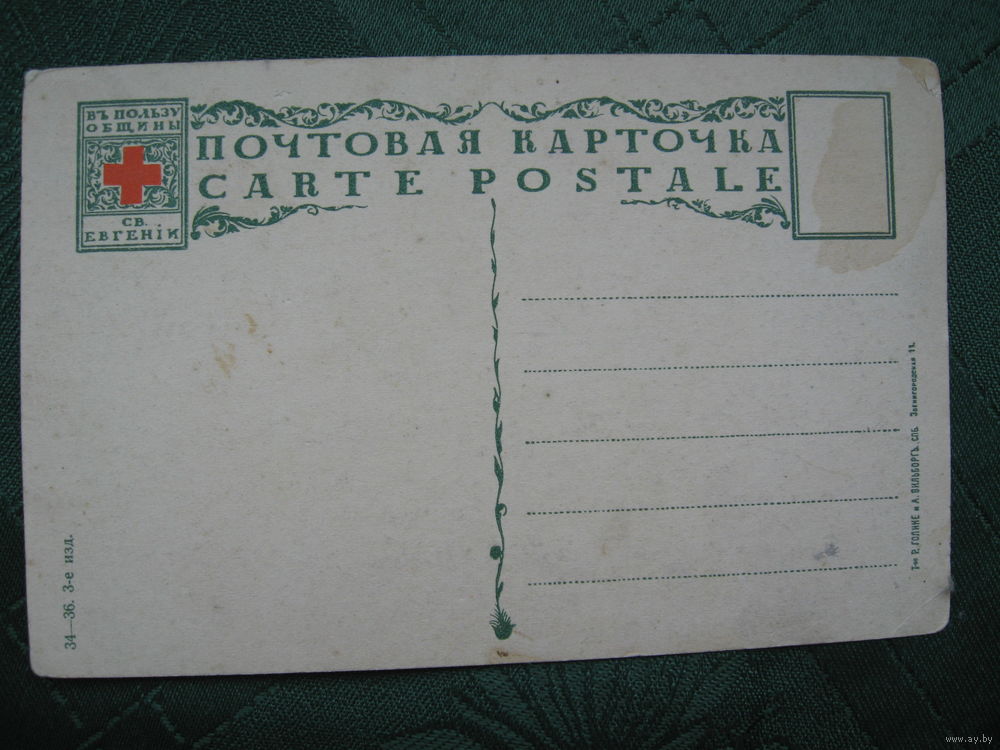 ВЪ ПОЛЬЗУ
ОБЩИНЫ
СВ.
ЕВГЕНІИ
ПОЧТОВАЯ КАРТОЧКА
CARTE POSTALE
34—36. 3-е изд.
Т-во Р. ГОЛИКЕ и А. ВИЛЬБОРГЪ. СПБ. Звенигородская 11.
www.ay.by